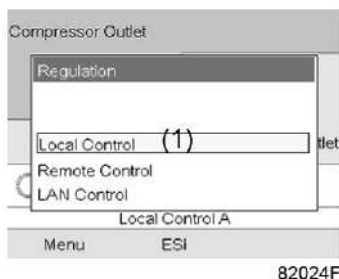 Compressor Outlet
Regulation
Local Control (1)
tlet
Remote Control
LAN Control
Local Control A
Menu ESi
82024F